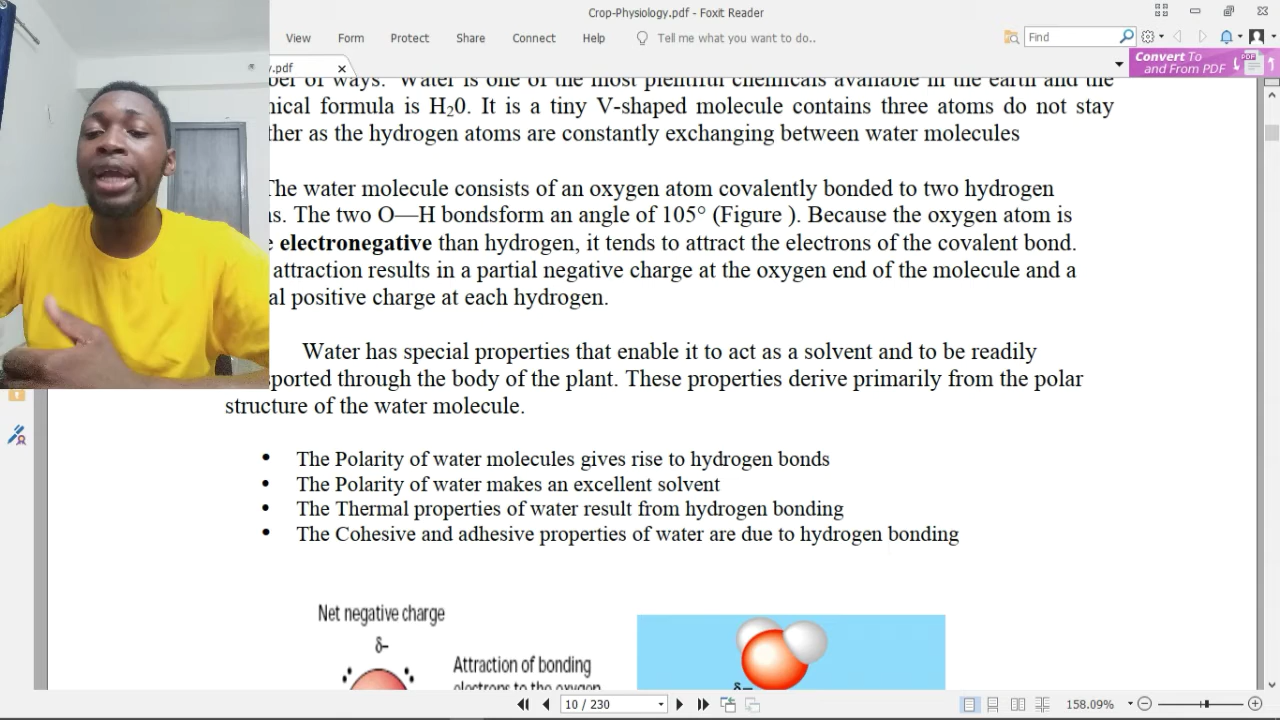 Crop-Physiology.pdf - Foxit Reader
View Form Protect Share Connect Help Tell me what you want to do.. Find
y.pdf
Convert To
and From PDF
ber of ways. Water is one of the most plentiful chemicals available in the earth and the
nical formula is H₂0. It is a tiny V-shaped molecule contains three atoms do not stay
ther as the hydrogen atoms are constantly exchanging between water molecules
The water molecule consists of an oxygen atom covalently bonded to two hydrogen
ns. The two O—H bondsform an angle of 105° (Figure ). Because the oxygen atom is
e electronegative than hydrogen, it tends to attract the electrons of the covalent bond.
attraction results in a partial negative charge at the oxygen end of the molecule and a
al positive charge at each hydrogen.
Water has special properties that enable it to act as a solvent and to be readily
sported through the body of the plant. These properties derive primarily from the polar
structure of the water molecule.
• The Polarity of water molecules gives rise to hydrogen bonds
• The Polarity of water makes an excellent solvent
• The Thermal properties of water result from hydrogen bonding
• The Cohesive and adhesive properties of water are due to hydrogen bonding
Net negative charge
δ–
Attraction of bonding
electrons to the oxygen
δ–
10 / 230
158.09%